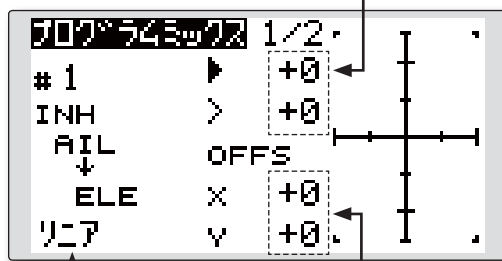 プログラムミックス 1/2
#1 ▶ +0
INH > +0
AIL OFFS
↓
ELE X +0
リニア Y +0